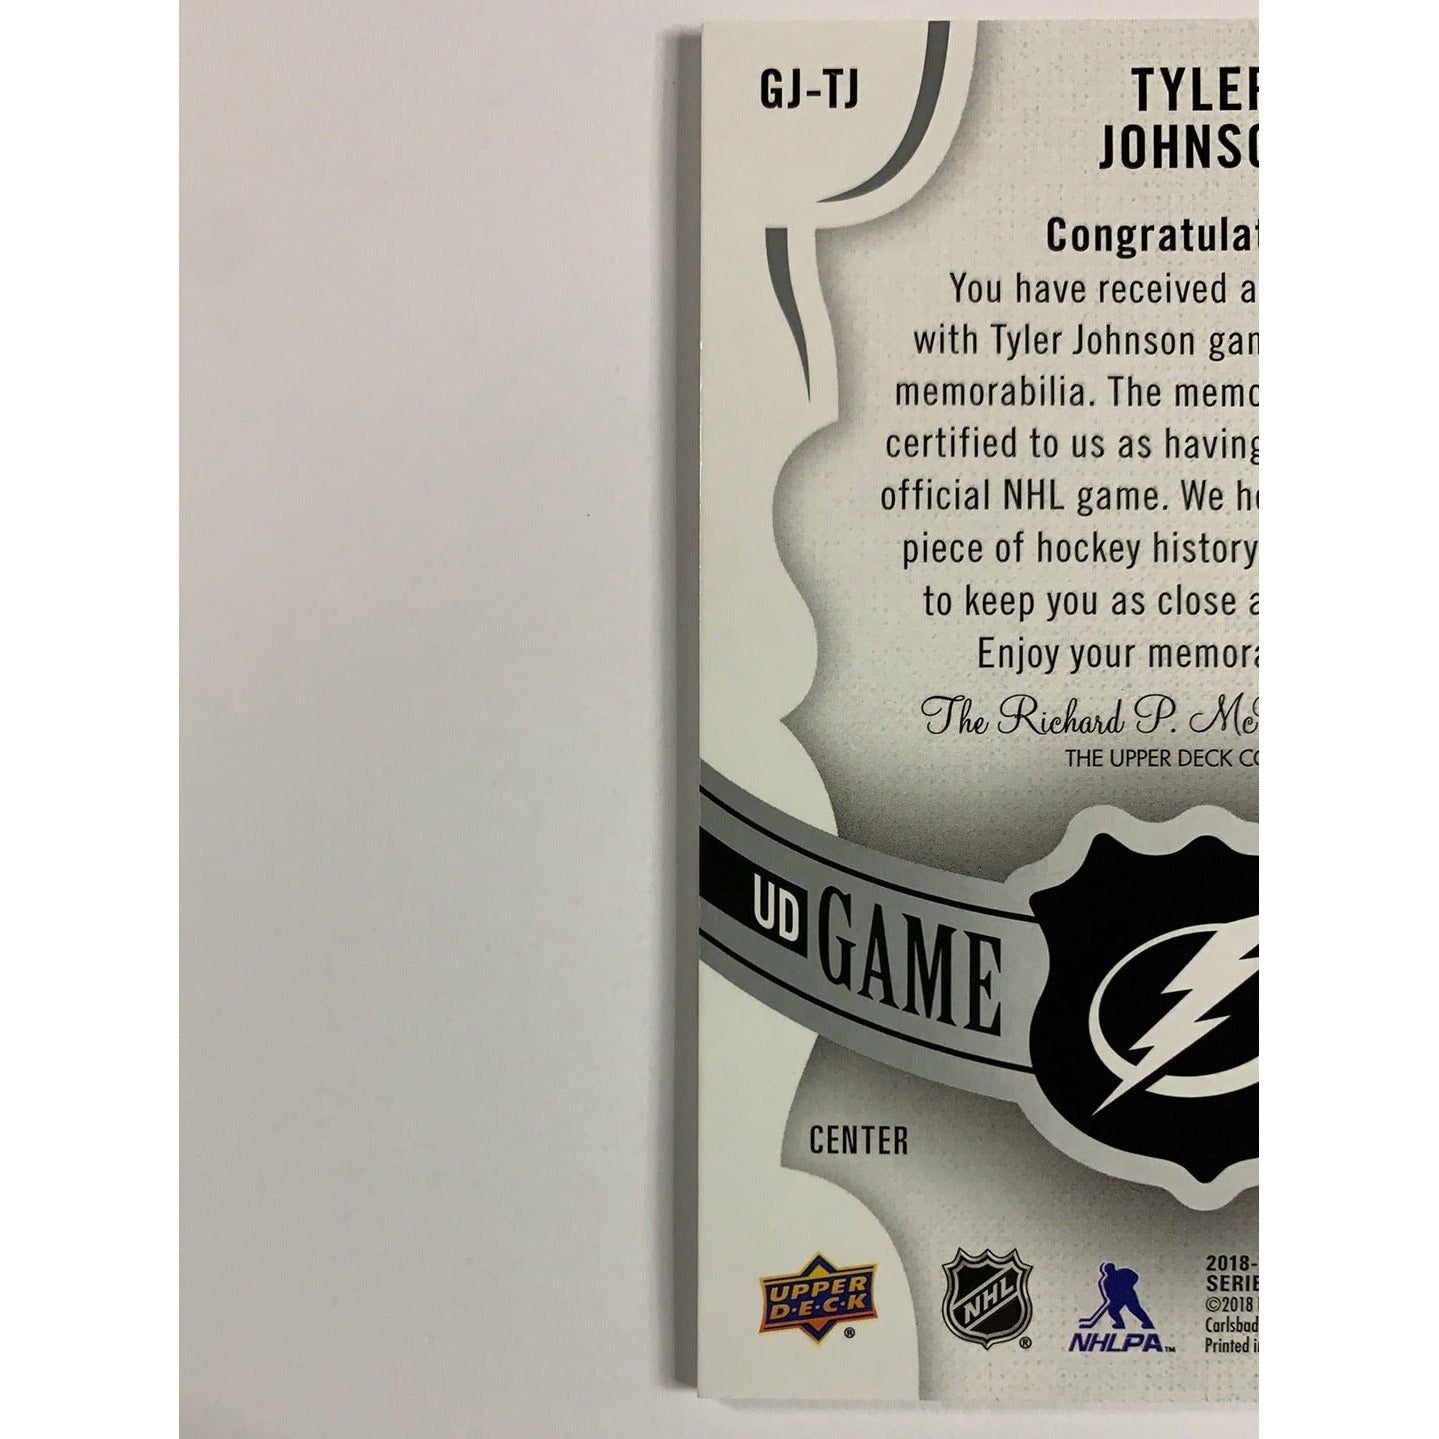 GJ-TJ
TYLER
JOHNSO
Congratulat
You have received a
with Tyler Johnson gam
memorabilia. The memo
certified to us as having
official NHL game. We ho
piece of hockey history
to keep you as close a
Enjoy your memora
The Richard P. Mc
THE UPPER DECK CO
UD GAME
CENTER
UPPER
D·E·C·K
®
NHL
®
NHLPA™
2018-
SERIE
©2018
Carlsbad
Printed i